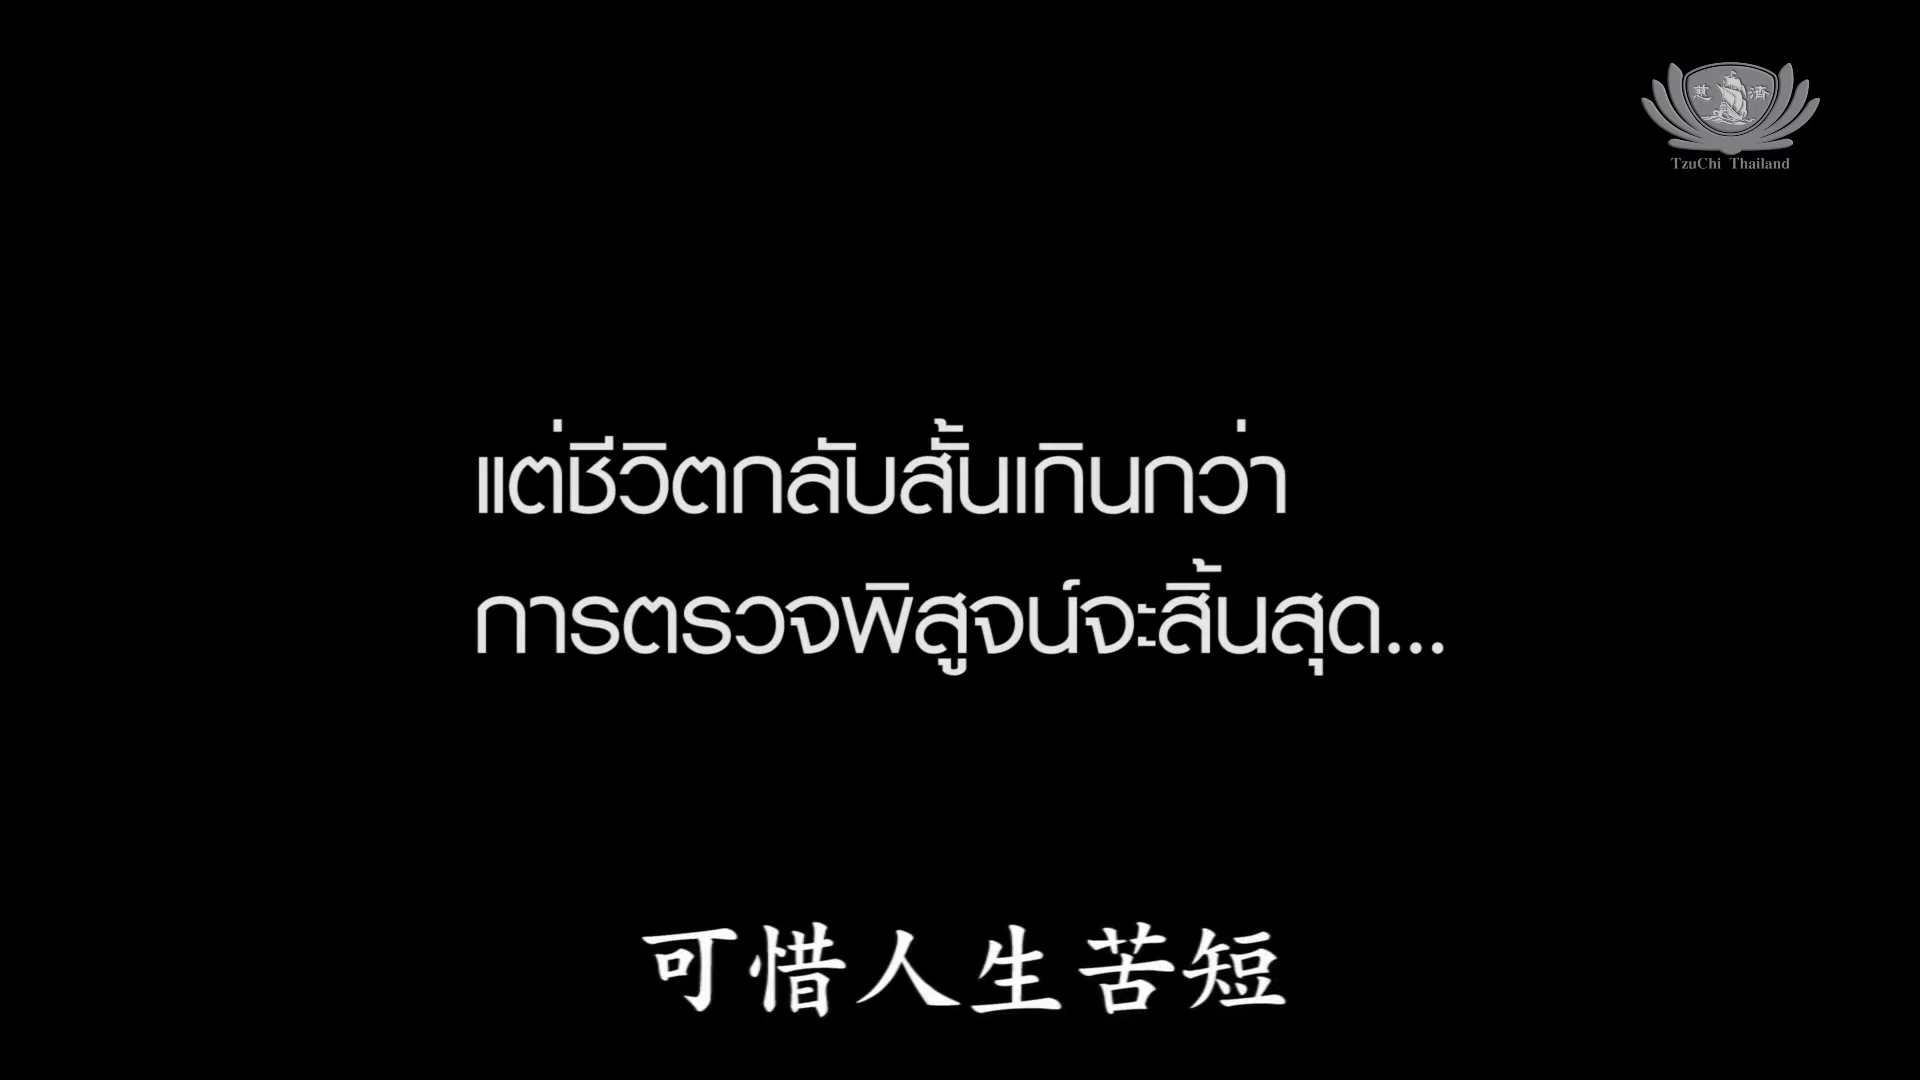 慈 濟
TzuChi Thailand
แต่ชีวิตกลับสั้นเกินกว่า
การตรวจพิสูจน์จะสิ้นสุด...
可惜人生苦短